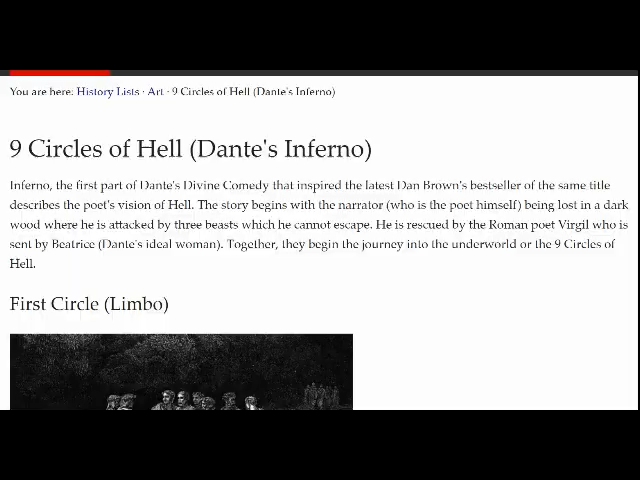 You are here: History Lists · Art · 9 Circles of Hell (Dante's Inferno)
9 Circles of Hell (Dante's Inferno)
Inferno, the first part of Dante's Divine Comedy that inspired the latest Dan Brown's bestseller of the same title
describes the poet's vision of Hell. The story begins with the narrator (who is the poet himself) being lost in a dark
wood where he is attacked by three beasts which he cannot escape. He is rescued by the Roman poet Virgil who is
sent by Beatrice (Dante's ideal woman). Together, they begin the journey into the underworld or the 9 Circles of
Hell.
First Circle (Limbo)